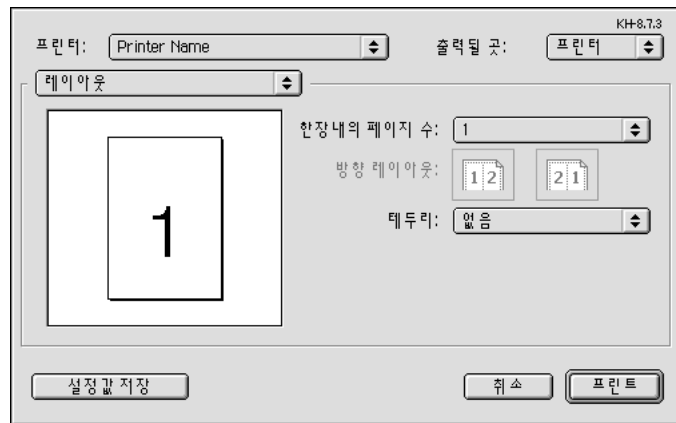 KH-8.7.3
프린터: Printer Name 출력될 곳: 프린터
레이아웃
한장내의 페이지 수: 1
방향 레이아웃: 1 2 2 1
테두리: 없음
1
설정값 저장 취소 프린트